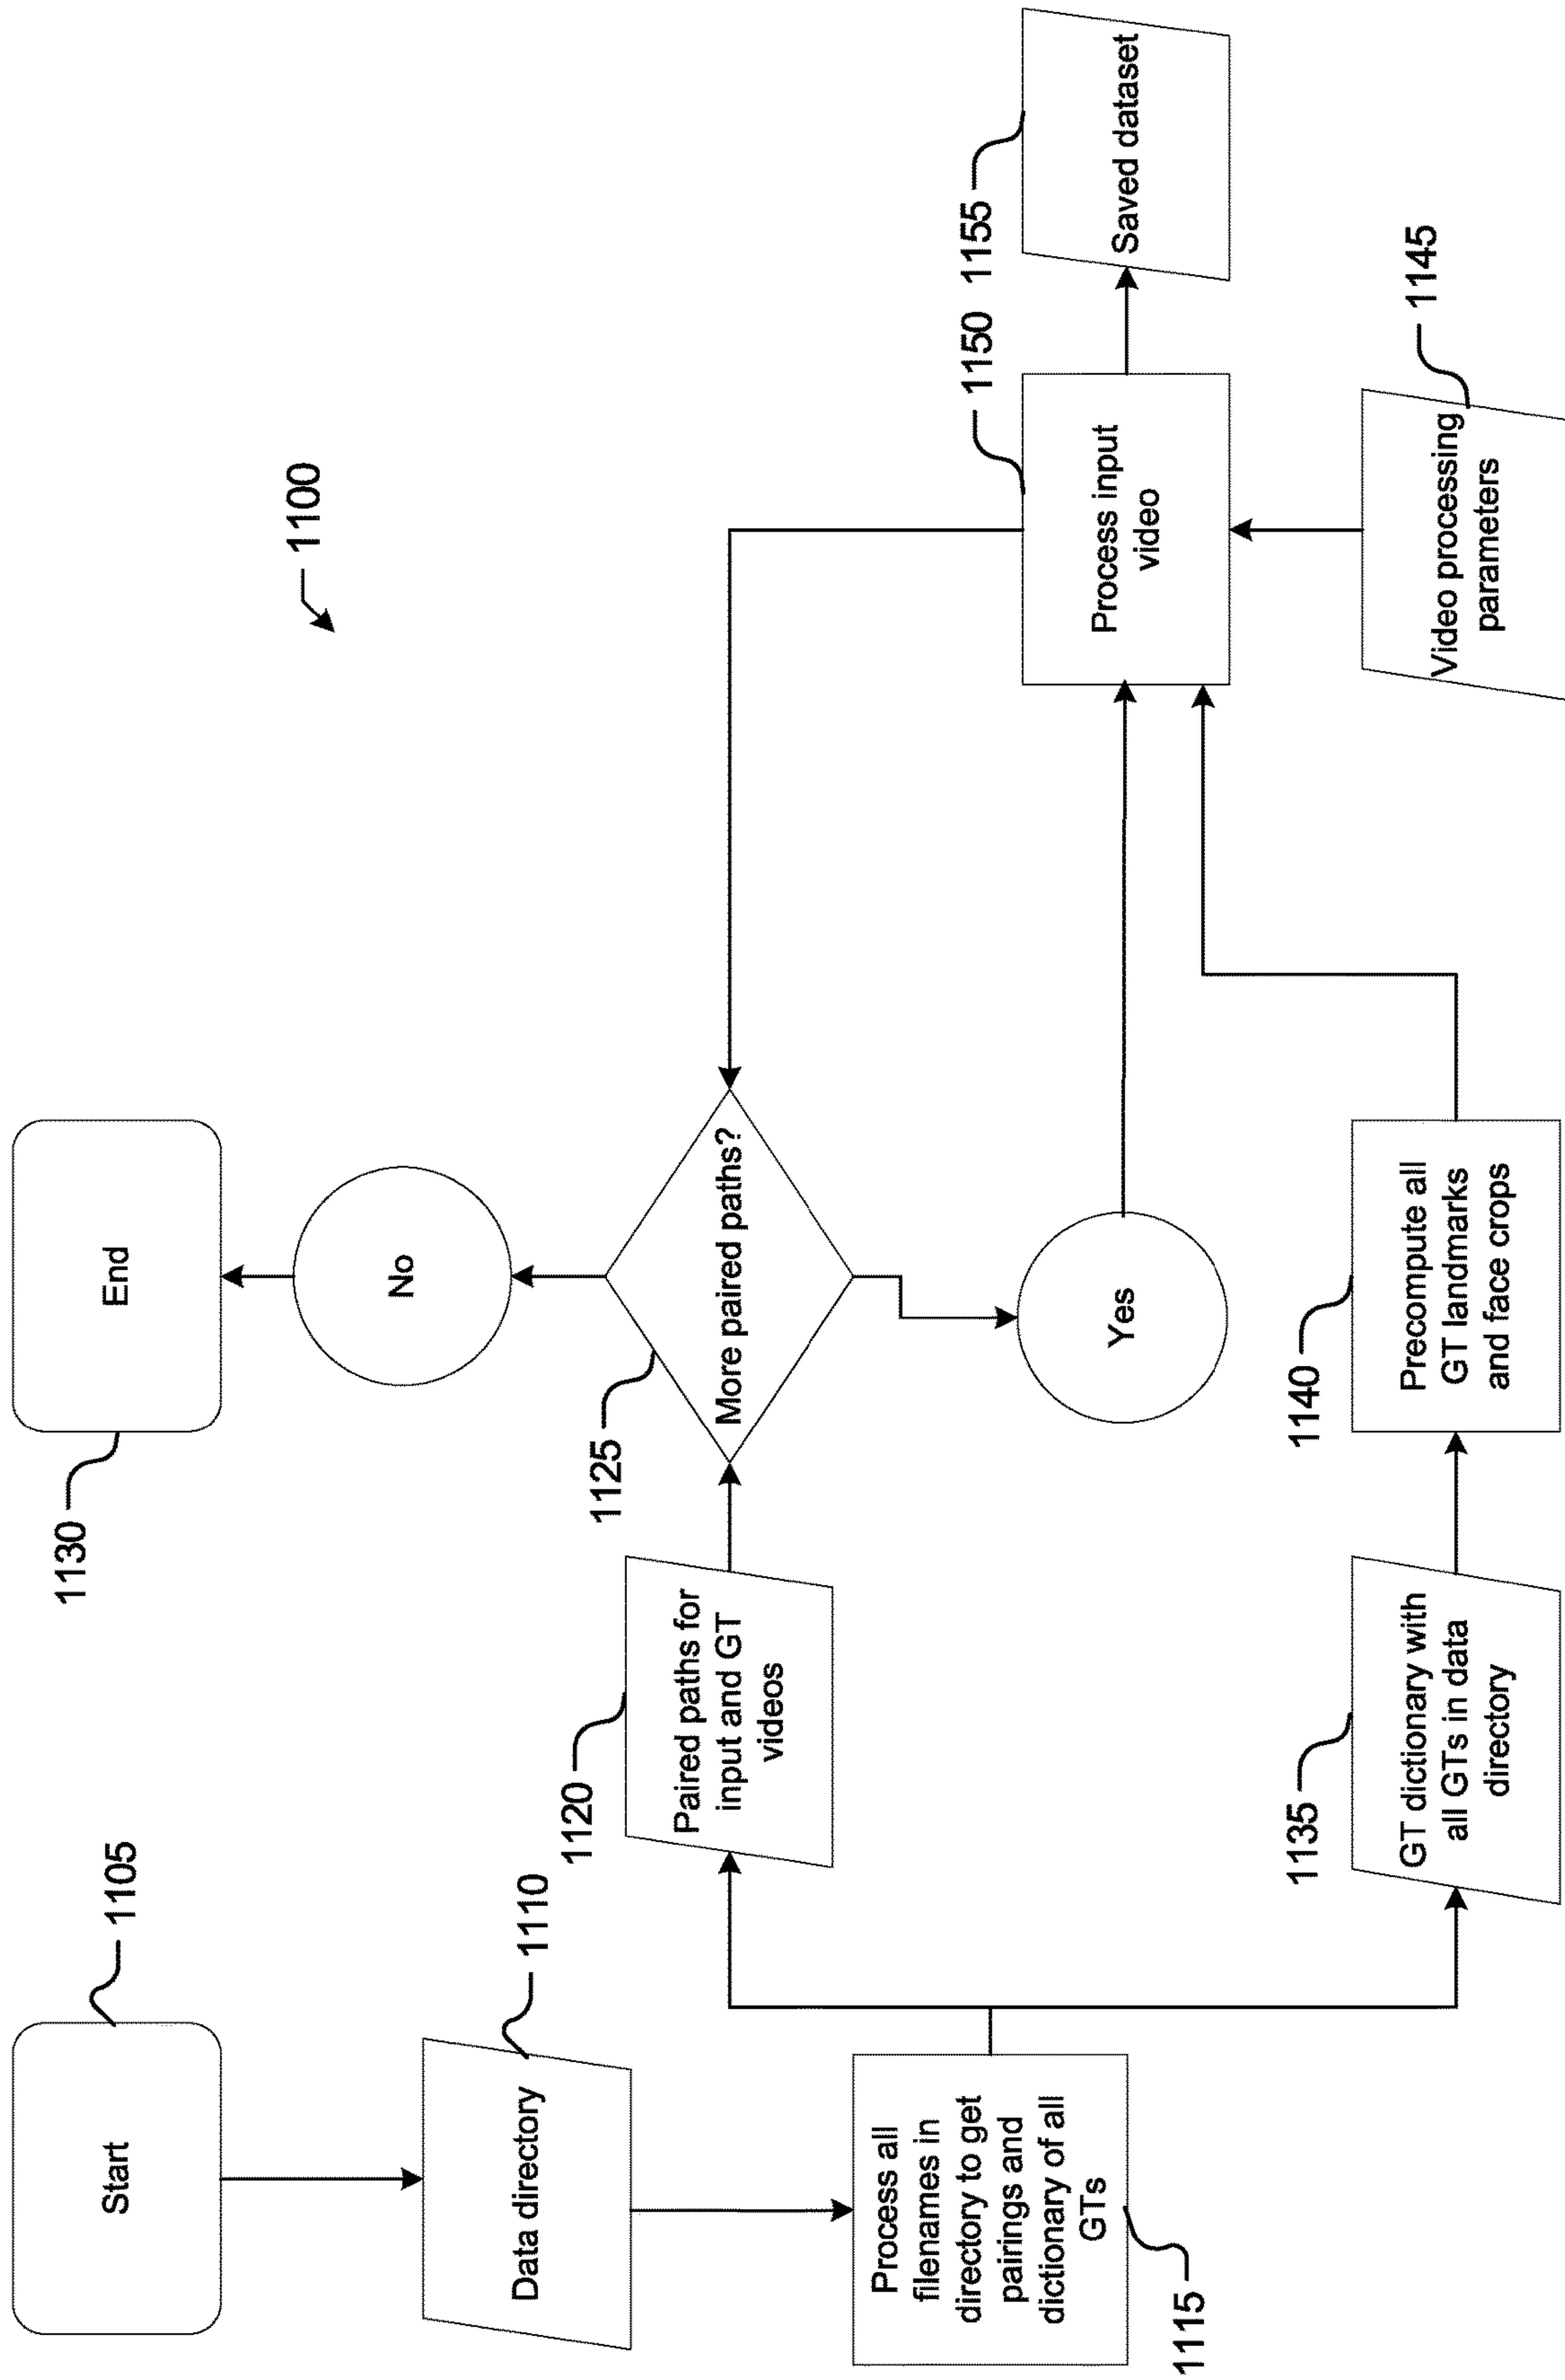 1100
Start
1105
Data directory
1110
Process all
filenames in
directory to get
pairings and
dictionary of all
GTs
1115
Paired paths for
input and GT
videos
1120
More paired paths?
1125
No
End
1130
Yes
GT dictionary with
all GTs in data
directory
1135
Precompute all
GT landmarks
and face crops
1140
Video processing
parameters
1145
Process input
video
1150
Saved dataset
1155